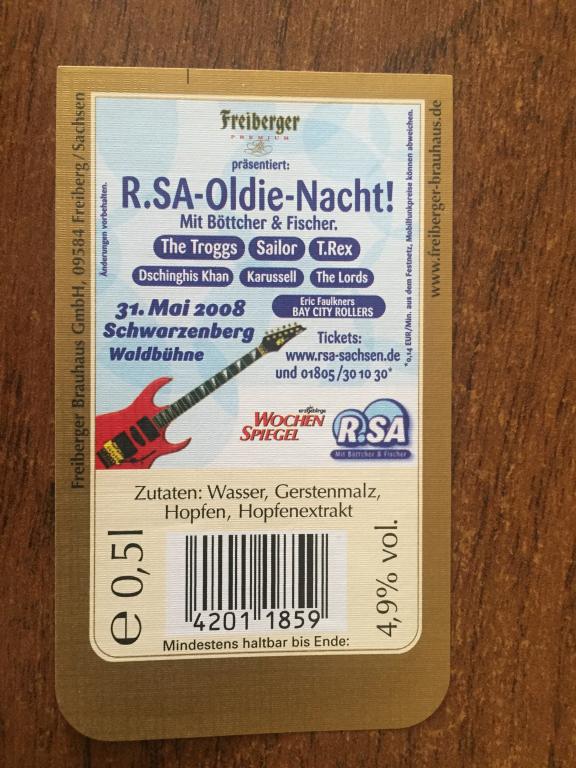 Freiberger
PREMIUM
präsentiert:
R.SA-Oldie-Nacht!
Mit Böttcher & Fischer.
The Troggs Sailor T.Rex
Dschinghis Khan Karussell The Lords
31. Mai 2008
Schwarzenberg
Waldbühne
Eric Faulkners
BAY CITY ROLLERS
Tickets:
www.rsa-sachsen.de
und 01805/30 10 30*
erzgebirge
WOCHEN
SPIEGEL
R.SA
Mit Böttcher & Fischer
Änderungen vorbehalten.
*0,14 EUR/Min. aus dem Festnetz, Mobilfunkpreise können abweichen.
Freiberger Brauhaus GmbH, 09584 Freiberg/Sachsen
www.freiberger-brauhaus.de
Zutaten: Wasser, Gerstenmalz,
Hopfen, Hopfenextrakt
e 0,5l
4201 1859
4,9% vol.
Mindestens haltbar bis Ende: